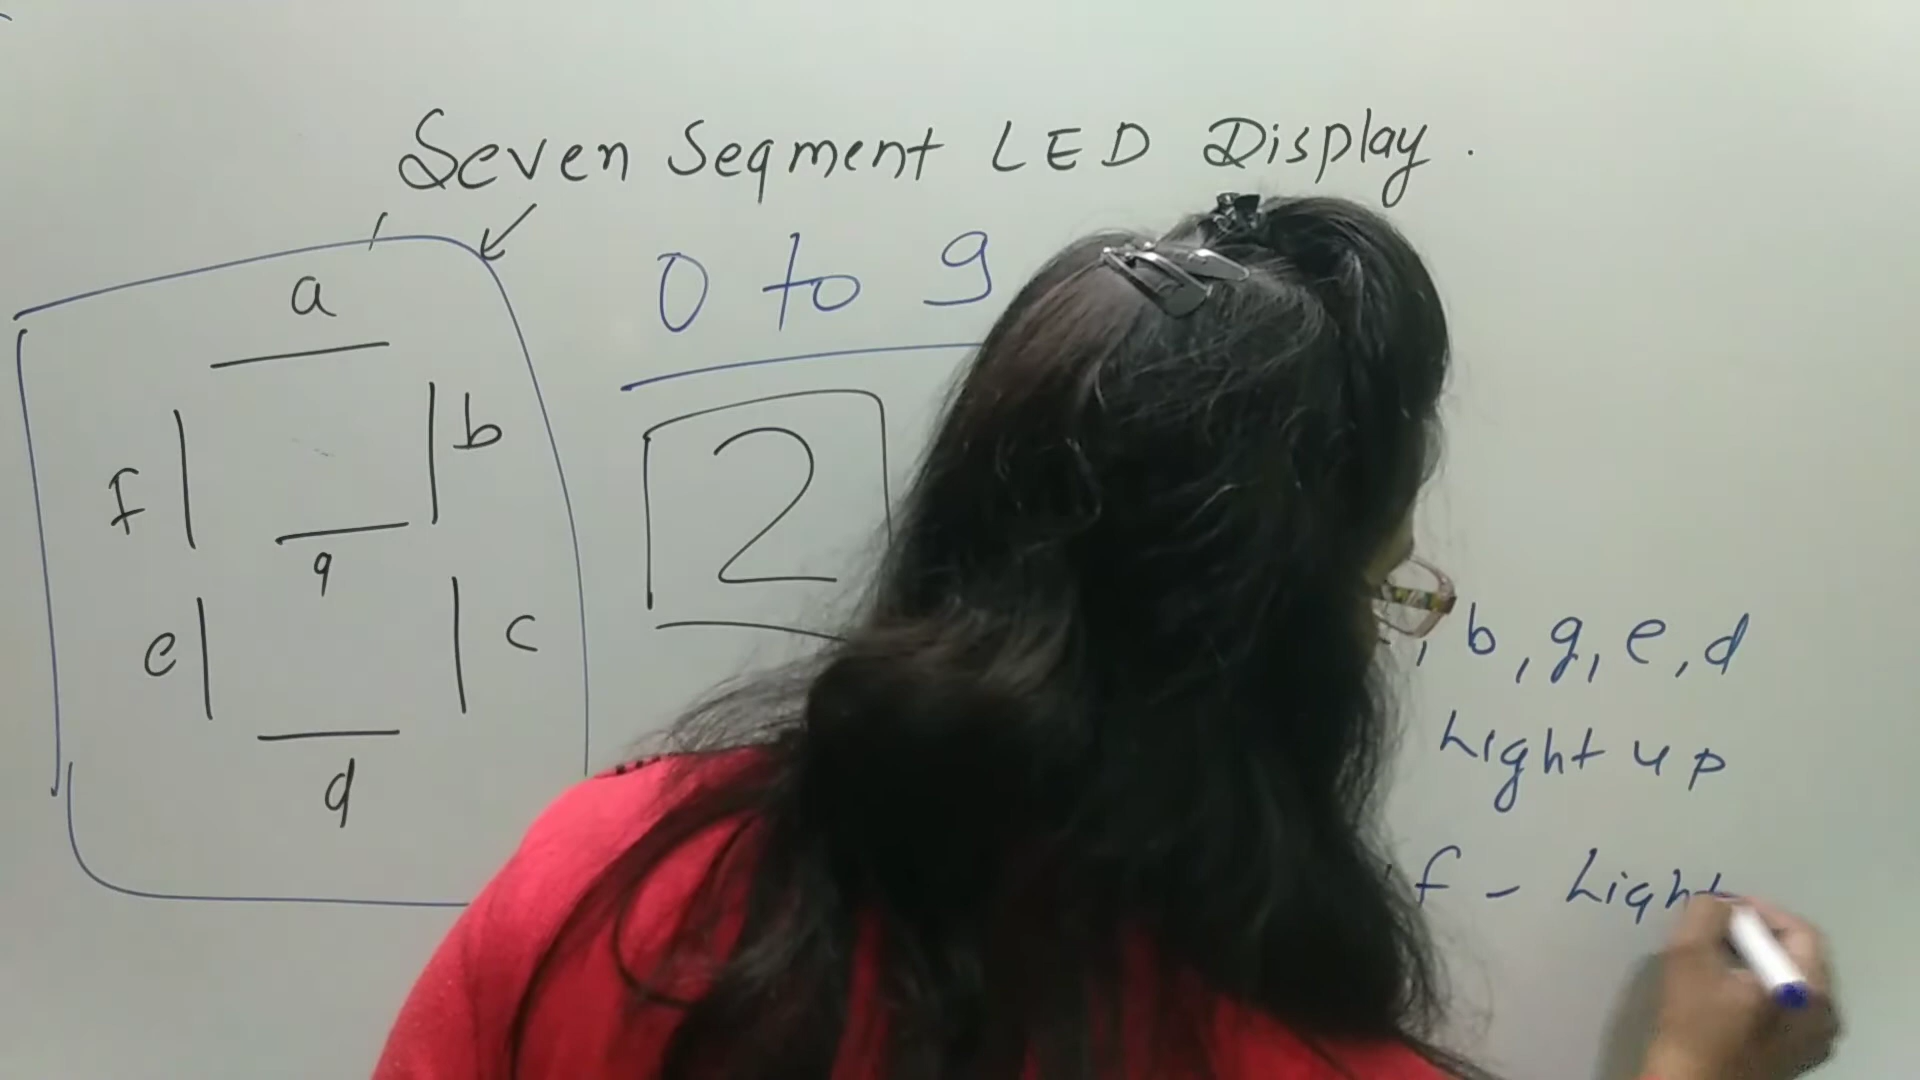 Seven Segment LED Display.
0 to 9
a
b
f
g
2
e
c
, b, g, e, d
Light up
d
f - Light